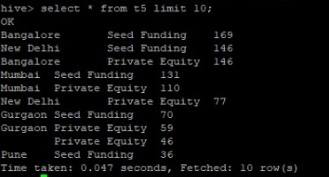 hive> select * from t5 limit 10;
OK
Bangalore Seed Funding 169
New Delhi Seed Funding 146
Bangalore Private Equity 146
Mumbai Seed Funding 131
Mumbai Private Equity 110
New Delhi Private Equity 77
Gurgaon Seed Funding 70
Gurgaon Private Equity 59
Private Equity 46
Pune Seed Funding 36
Time taken: 0.047 seconds, Fetched: 10 row(s)